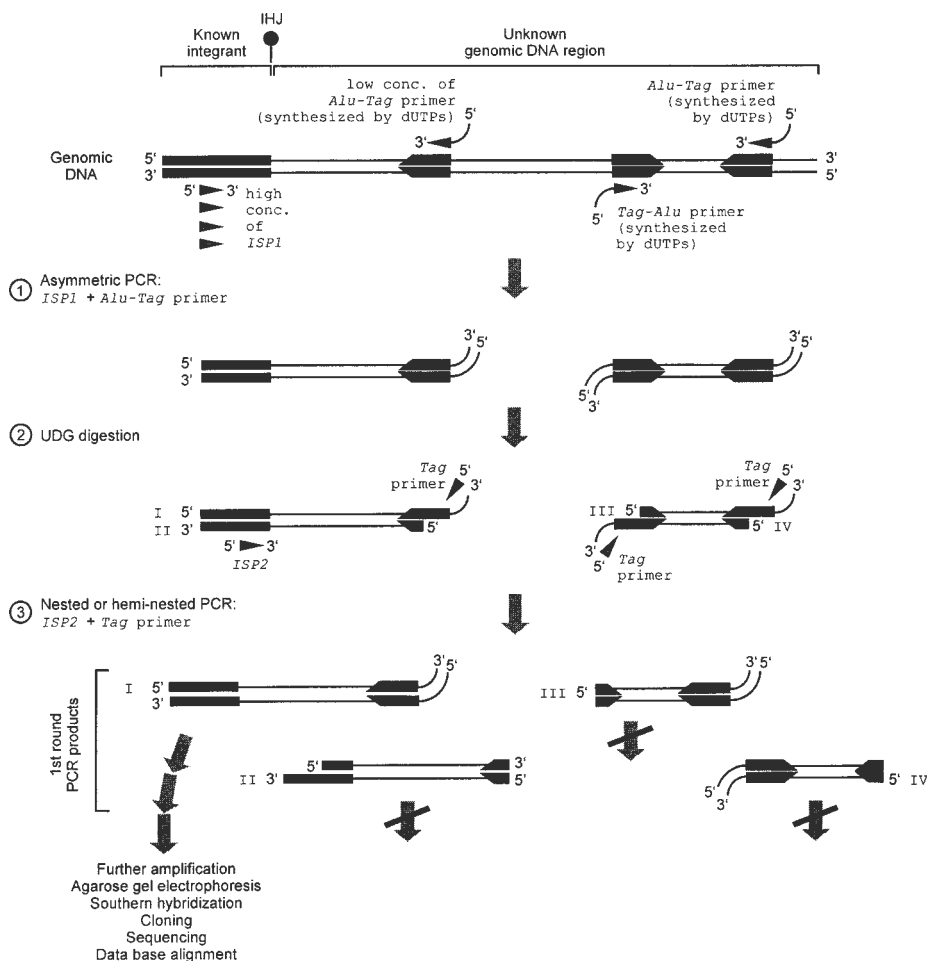 IHJ
Known
integrant
Unknown
genomic DNA region
low conc. of
Alu-Tag primer
(synthesized by dUTPs)
5‘
3‘
Alu-Tag primer
(synthesized
by dUTPs)
5‘
3‘
Genomic
DNA
5‘
3‘
3‘
5‘
5‘
3‘
high
conc.
of
ISP1
3‘
5‘
Tag-Alu primer
(synthesized
by dUTPs)
1
Asymmetric PCR:
ISP1 + Alu-Tag primer
5‘
3‘
3‘
5‘
5‘
3‘
3‘
5‘
2
UDG digestion
Tag
primer
5‘
3‘
I
5‘
II
3‘
5‘
5‘
3‘
ISP2
Tag
primer
5‘
3‘
III
5‘
5‘
IV
3‘
5‘
Tag
primer
3
Nested or hemi-nested PCR:
ISP2 + Tag primer
1st round
PCR products
I
5‘
3‘
3‘
5‘
III
5‘
3‘
5‘
II
5‘
3‘
3‘
5‘
5‘
3‘
5‘
IV
Further amplification
Agarose gel electrophoresis
Southern hybridization
Cloning
Sequencing
Data base alignment